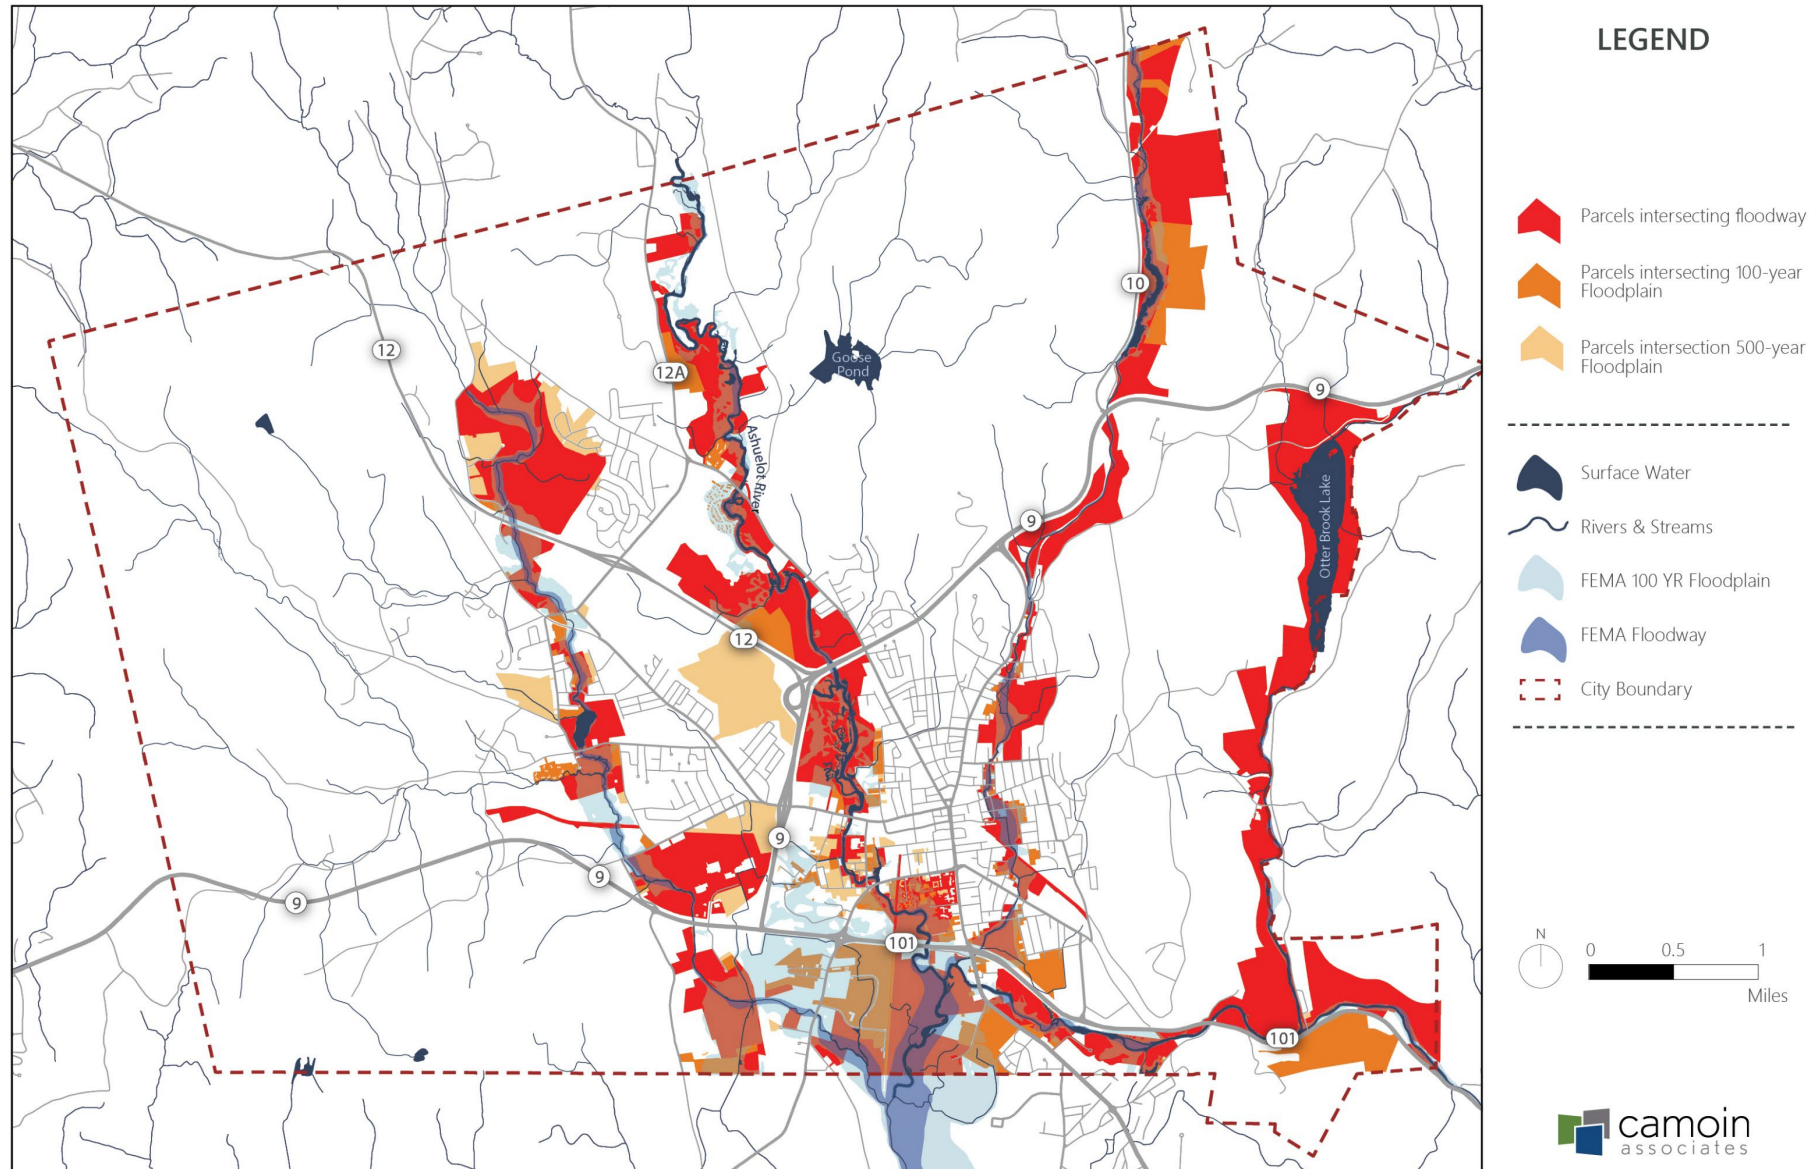 LEGEND
Parcels intersecting floodway
Parcels intersecting 100-year
Floodplain
Parcels intersection 500-year
Floodplain
Surface Water
Rivers & Streams
FEMA 100 YR Floodplain
FEMA Floodway
City Boundary
N
0 0.5 1
Miles
camoin
associates
10
12
12A
Goose
Pond
9
Ashuelot River
9
Otter Brook Lake
12
9
9
9
101
101